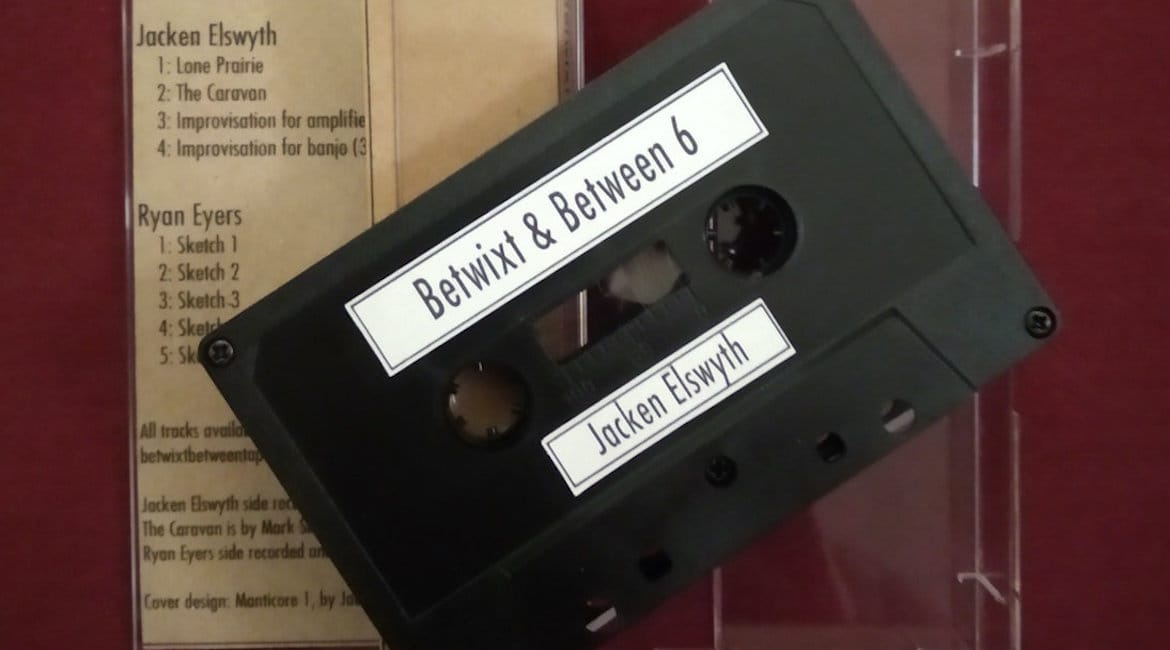 Jacken Elswyth
1: Lone Prairie
2: The Caravan
3: Improvisation for amplifie
4: Improvisation for banjo (3
Ryan Eyers
1: Sketch 1
2: Sketch 2
3: Sketch 3
4: Sketch
5: Sk
All tracks availa
betwixtbetweentap
Jacken Elswyth side rec
The Caravan is by Mark
Ryan Eyers side recorded an
Cover design: Manticore 1, by
Betwixt & Between 6
Jacken Elswyth